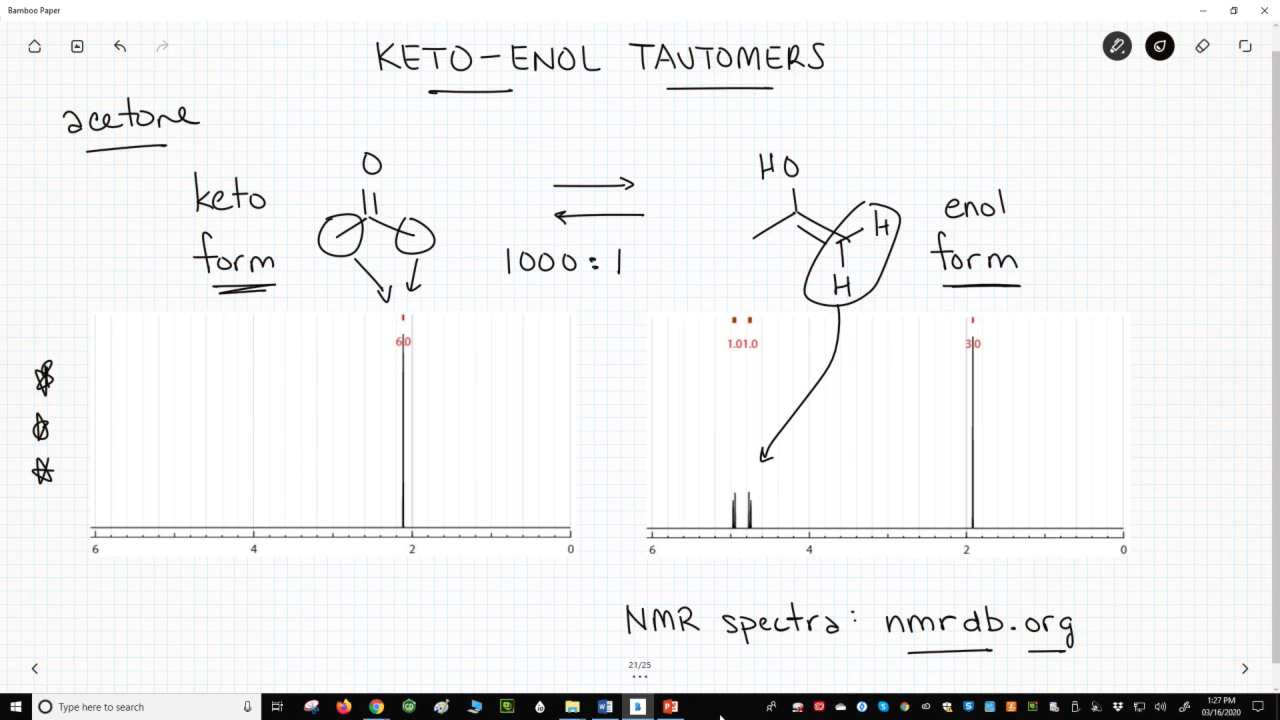 Bamboo Paper
KETO-ENOL TAUTOMERS
acetone
keto
form
O
1000:1
HO
H
H
enol
form
6.0
1.0 1.0
3.0
6 4 2 0
6 4 2 0
NMR spectra: nmrdb.org
21/25
Type here to search
1:27 PM
03/16/2020